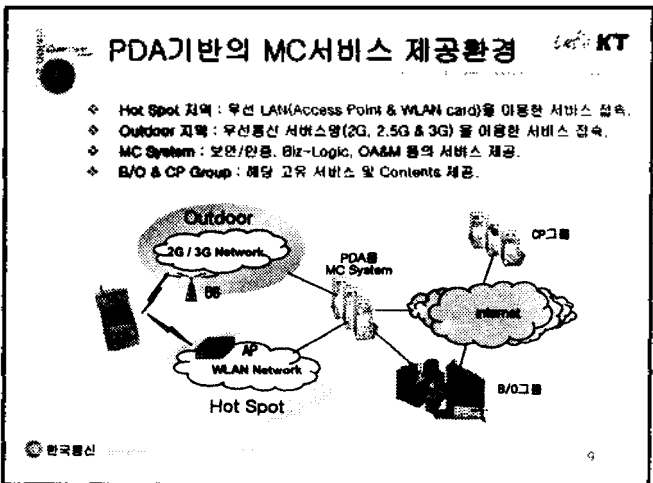 PDA기반의 MC서비스 제공환경
Let's KT
❖ Hot Spot 지역 : 무선 LAN(Access Point & WLAN card)을 이용한 서비스 접속.
❖ Outdoor 지역 : 무선통신 서비스망(2G, 2.5G & 3G) 을 이용한 서비스 접속.
❖ MC System : 보안/인증, Biz-Logic, OA&M 등의 서비스 제공.
❖ B/O & CP Group : 해당 고유 서비스 및 Contents 제공.
Outdoor
2G / 3G Network
PDA용
MC System
CP그룹
Internet
AP
WLAN Network
B/O그룹
Hot Spot
한국통신
9